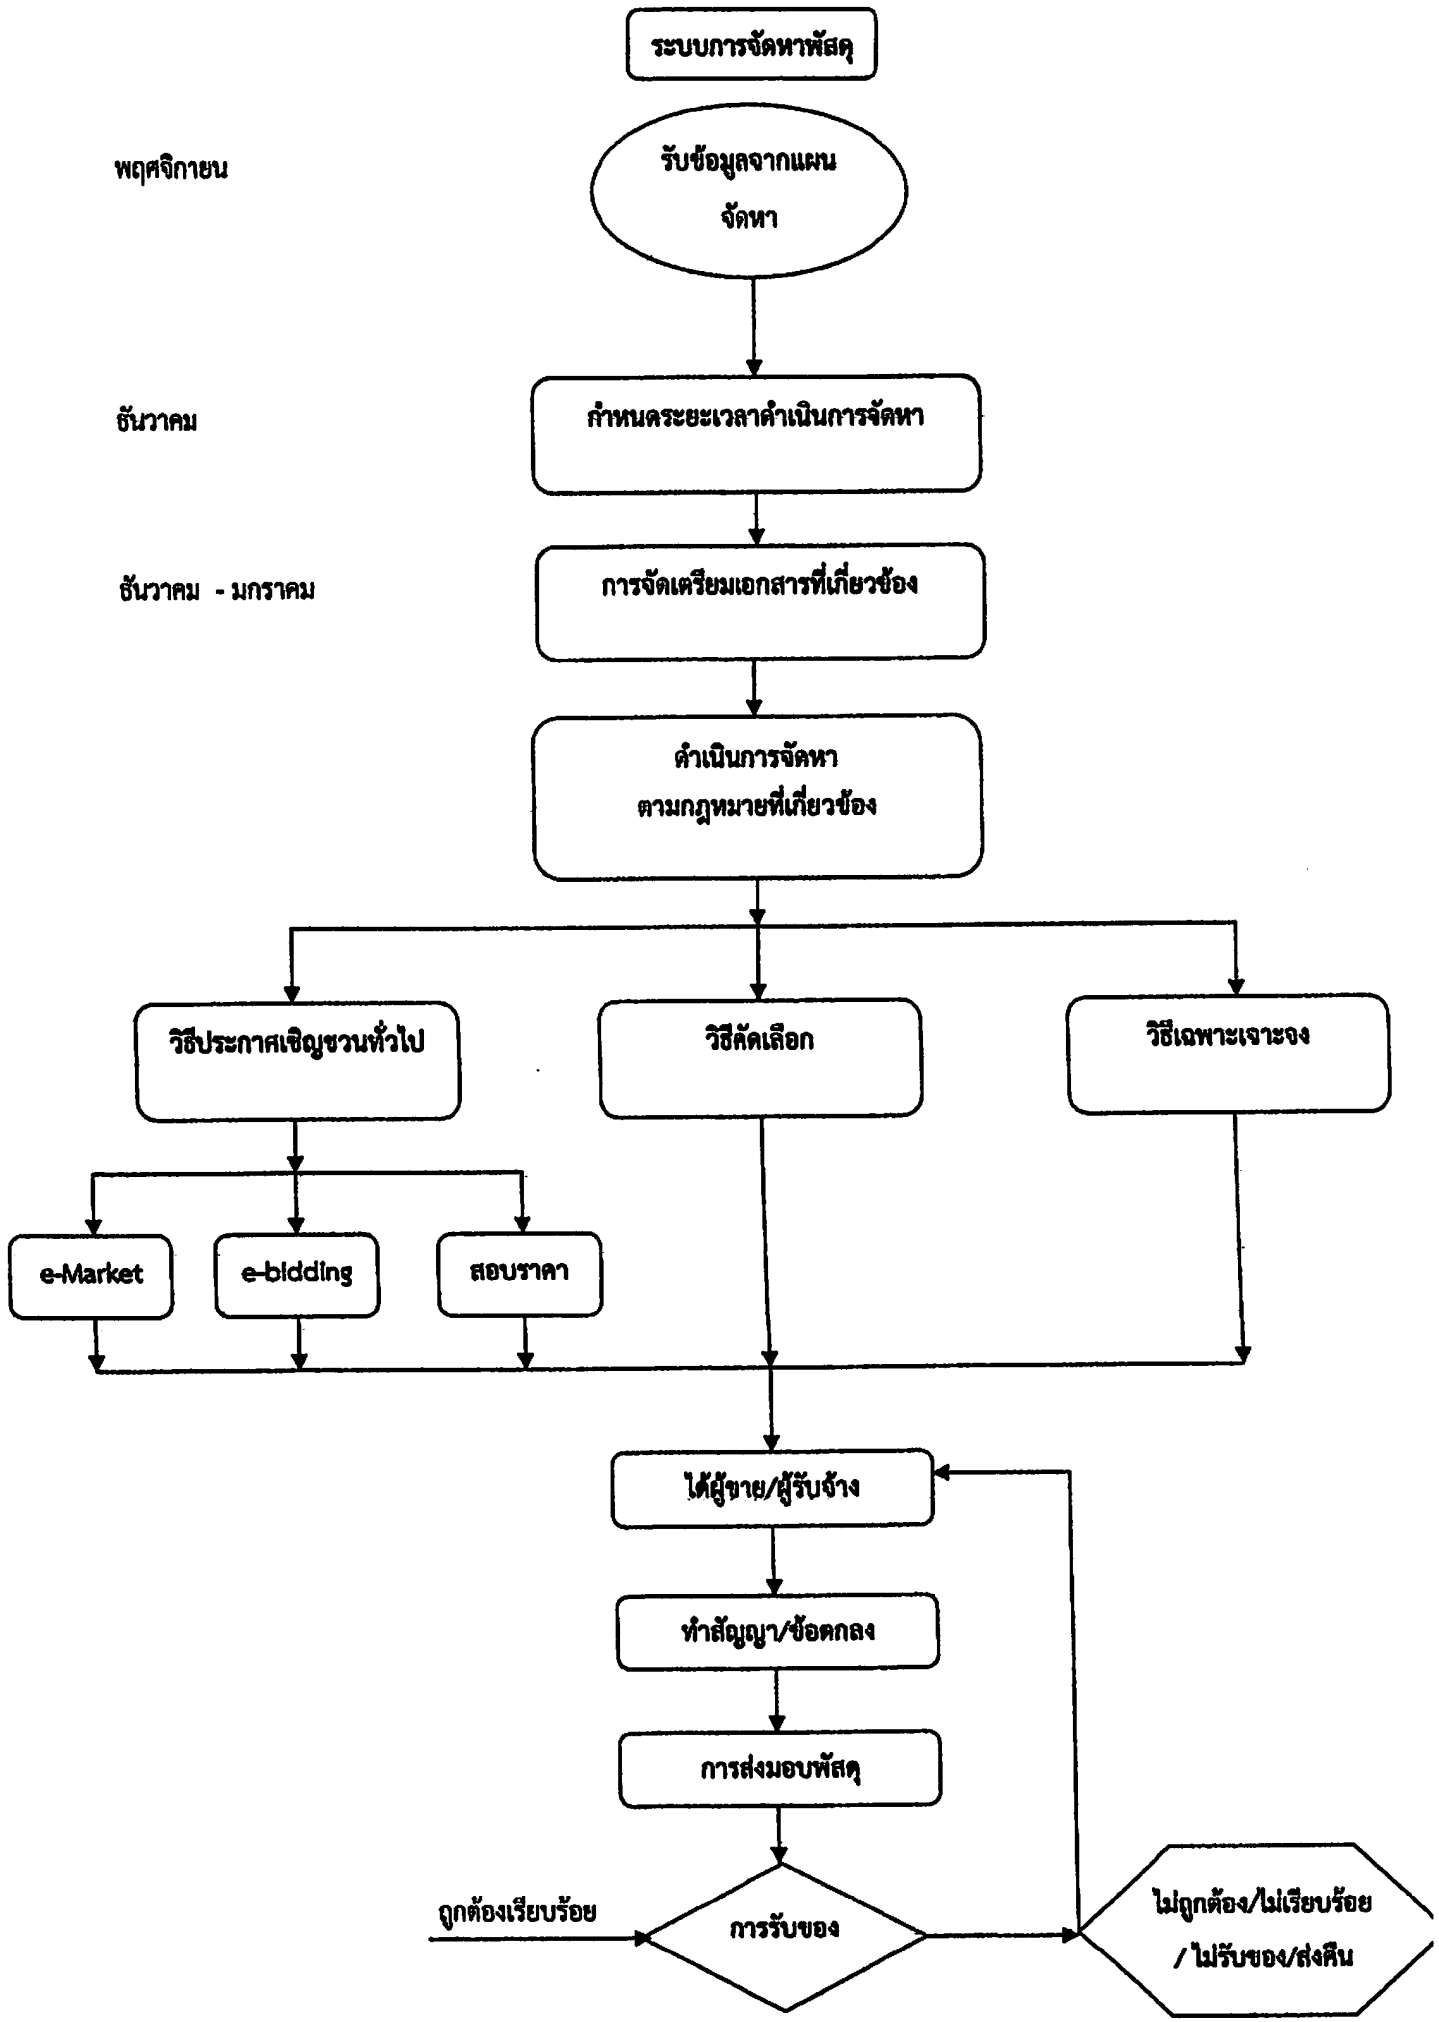 ระบบการจัดหาพัสดุ
พฤศจิกายน
รับข้อมูลจากแผน
จัดหา
ธันวาคม
กำหนดระยะเวลาดำเนินการจัดหา
ธันวาคม - มกราคม
การจัดเตรียมเอกสารที่เกี่ยวข้อง
ดำเนินการจัดหา
ตามกฎหมายที่เกี่ยวข้อง
วิธีประกาศเชิญชวนทั่วไป
วิธีคัดเลือก
วิธีเฉพาะเจาะจง
e-Market
e-bidding
สอบราคา
ได้ผู้ขาย/ผู้รับจ้าง
ทำสัญญา/ข้อตกลง
การส่งมอบพัสดุ
ถูกต้องเรียบร้อย
การรับของ
ไม่ถูกต้อง/ไม่เรียบร้อย
/ ไม่รับของ/ส่งคืน